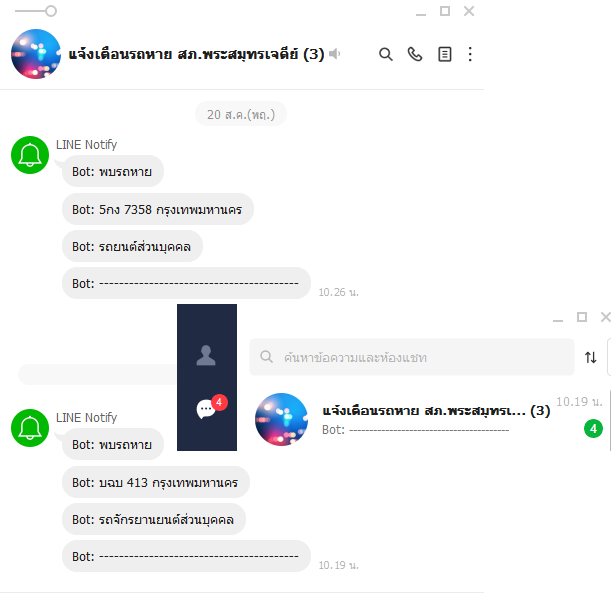 แจ้งเตือนรถหาย สภ.พระสมุทรเจดีย์ (3)
20 ส.ค.(พฤ.)
LINE Notify
Bot: พบรถหาย
Bot: 5กง 7358 กรุงเทพมหานคร
Bot: รถยนต์ส่วนบุคคล
Bot: ----------------------------------------
10.26 น.
ค้นหาข้อความและห้องแชท
4
แจ้งเตือนรถหาย สภ.พระสมุทรเ... (3)
10.19 น.
Bot: ----------------------------------------
4
LINE Notify
Bot: พบรถหาย
Bot: บฉบ 413 กรุงเทพมหานคร
Bot: รถจักรยานยนต์ส่วนบุคคล
Bot: ----------------------------------------
10.19 น.